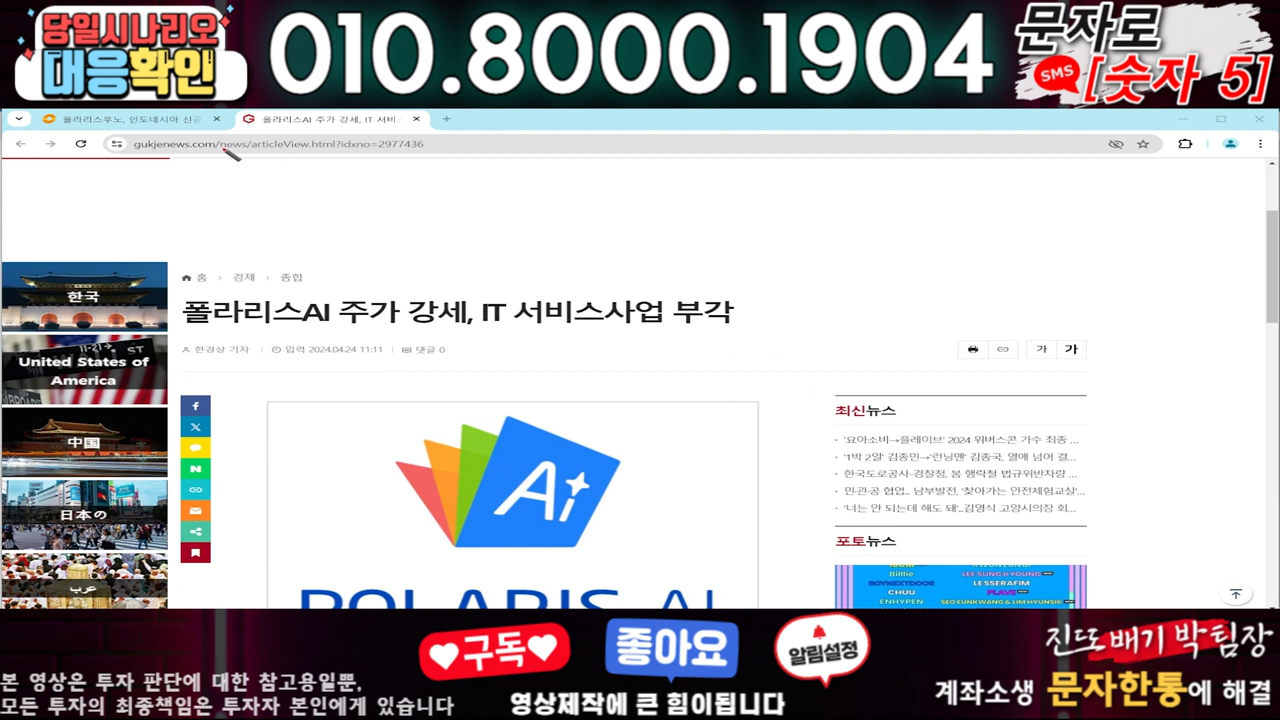 당일시나리오
대응확인
010.8000.1904
문자로
SMS [숫자 5]
폴라리스우노, 인도네시아 신공
폴라리스AI 주가 강세, IT 서비스
gukjenews.com/news/articleView.html?idxno=2977436
홈 > 경제 > 종합
폴라리스AI 주가 강세, IT 서비스사업 부각
한경상 기자 | 입력 2024.04.24 11:11 | 댓글 0
가 가
한국
United States of
America
中国
日本の
عرب
Ai
POLARIS AI
최신뉴스
'요아소비→플레이브' 2024 위버스콘 가수 최종 ...
'1박 2일' 김종민→'런닝맨' 김종국, 열애 넘어 결...
한국도로공사-경찰청, 봄 행락철 법규위반차량 ...
민·관·공 협업... 남부발전, '찾아가는 안전체험교실'...
'너는 안 되는데 해도 돼'...김영식 고양시의장 회...
포토뉴스
Billlie
LEE SUNG KYOUNG
BOYNEXTDOOR
LESSERAFIM
CHUU
PLAVE
ENHYPEN
SEO EUNKWANG & LIM HYUNSIK
구독
좋아요
알림설정
영상제작에 큰 힘이됩니다
본 영상은 투자 판단에 대한 참고용일뿐,
모든 투자의 최종책임은 투자자 본인에게 있습니다
진또배기 박팀장
계좌소생 문자한통에 해결